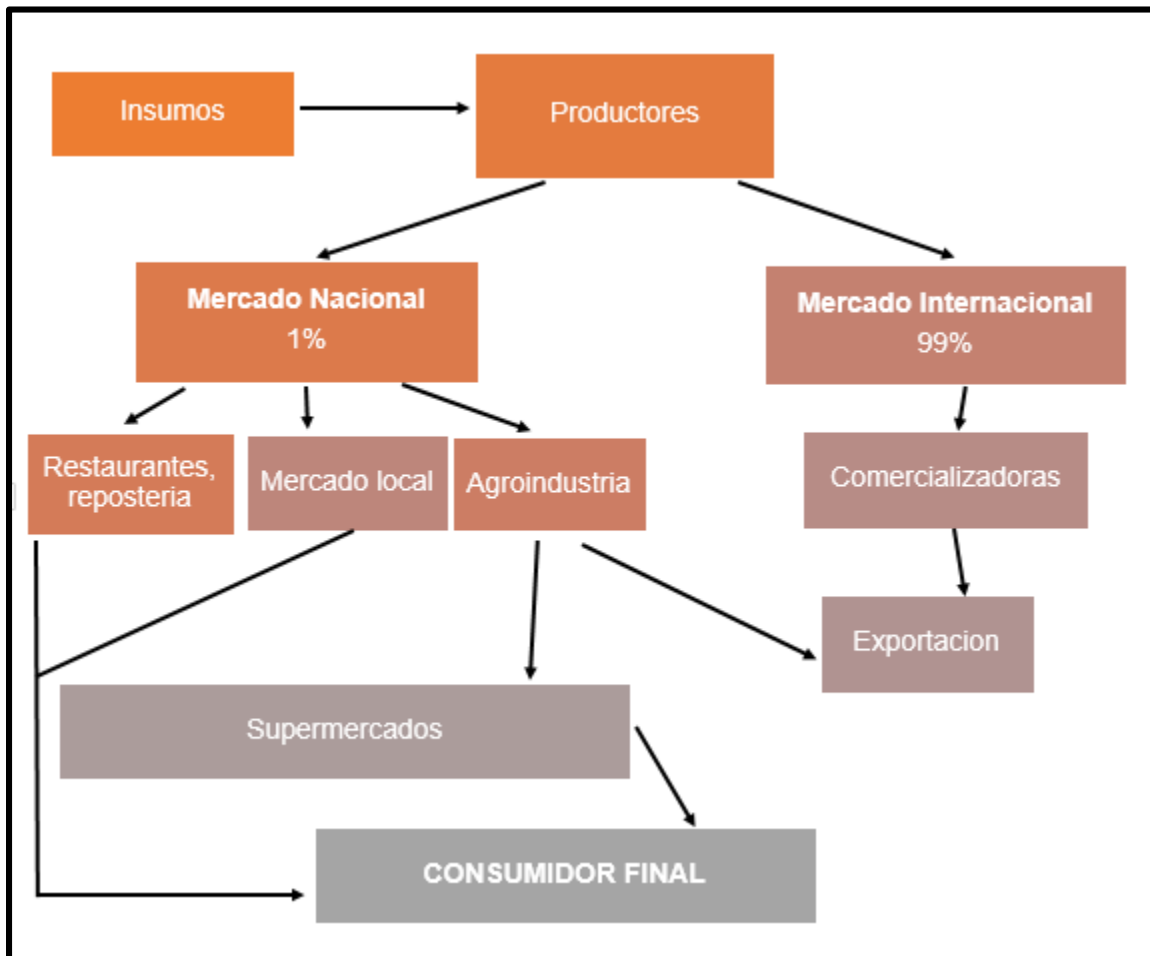 Insumos
Productores
Mercado Nacional
1%
Mercado Internacional
99%
Restaurantes,
reposteria
Mercado local
Agroindustria
Comercializadoras
Exportacion
Supermercados
CONSUMIDOR FINAL